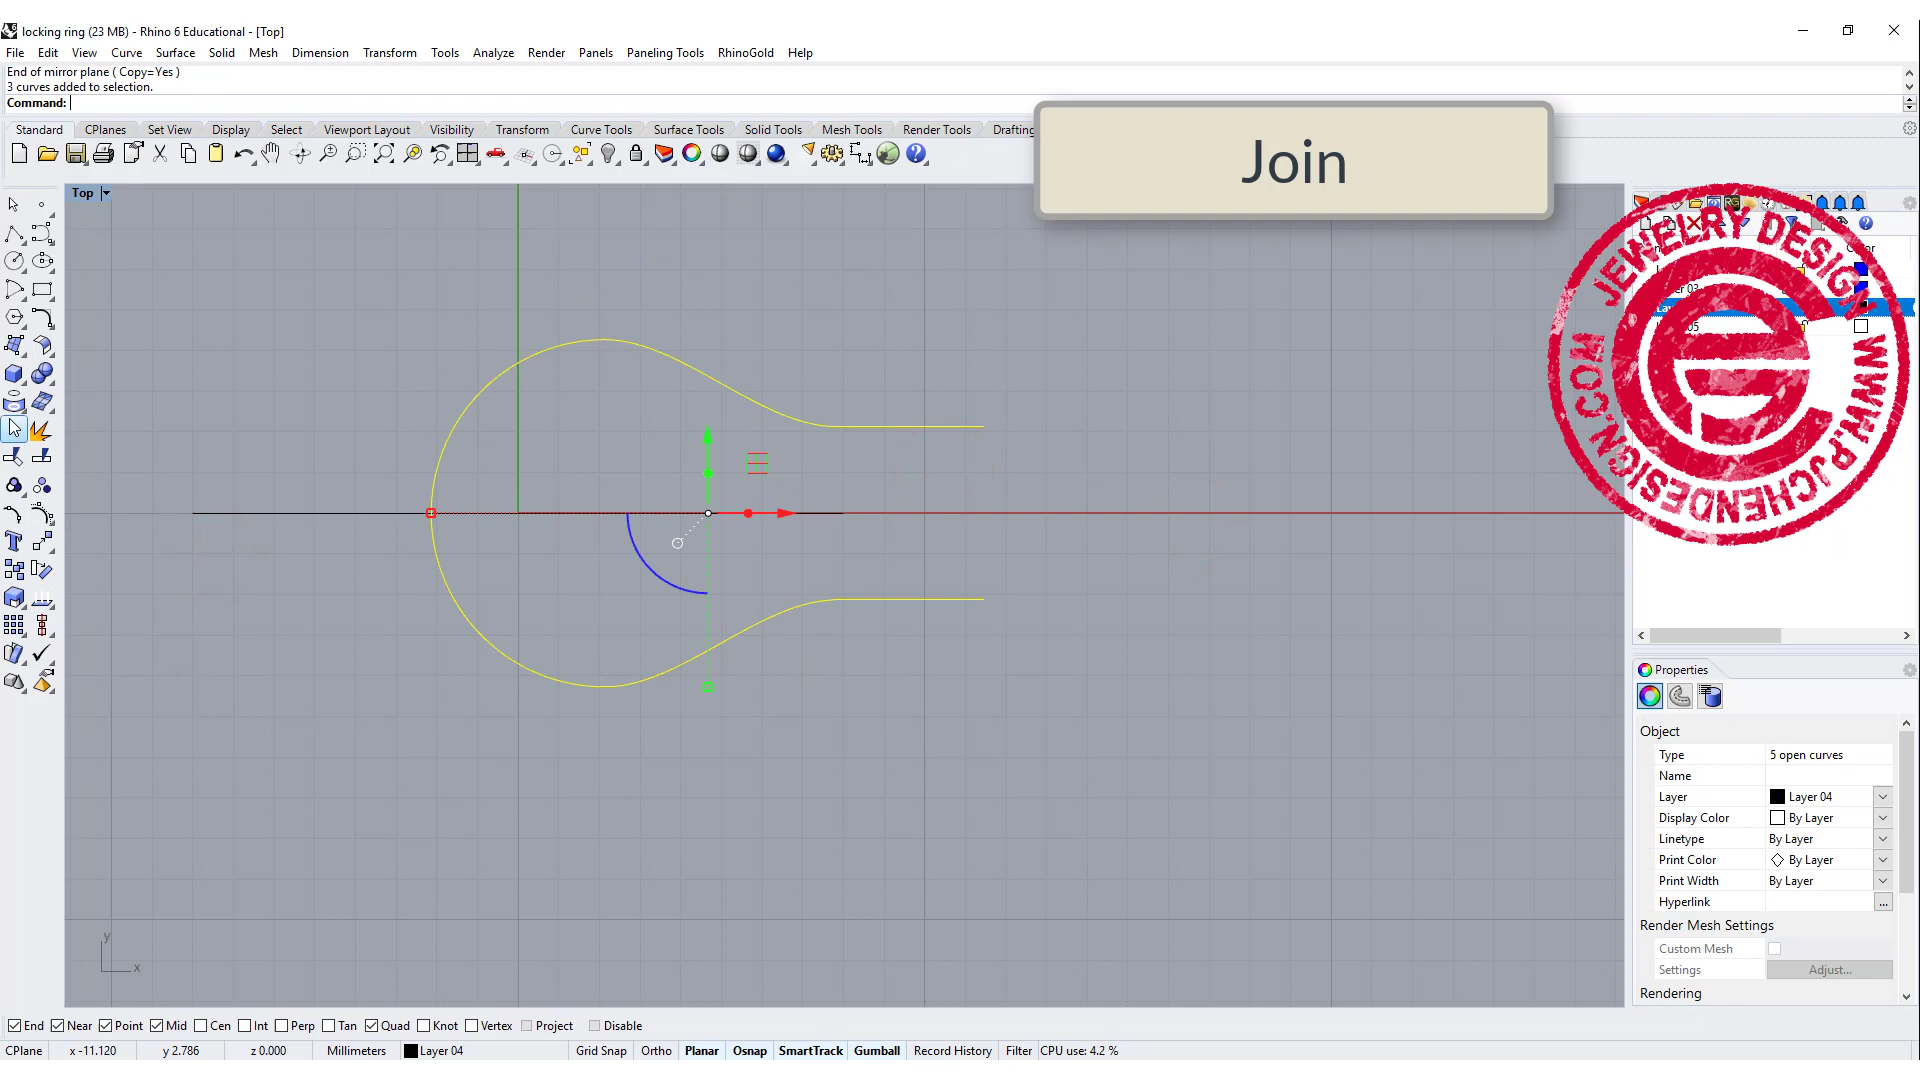 locking ring (23 MB) - Rhino 6 Educational - [Top]
File Edit View Curve Surface Solid Mesh Dimension Transform Tools Analyze Render Panels Paneling Tools RhinoGold Help
End of mirror plane ( Copy=Yes )
3 curves added to selection.
Command:
Standard CPlanes Set View Display Select Viewport Layout Visibility Transform Curve Tools Surface Tools Solid Tools Mesh Tools Render Tools Drafting
Join
Top
JEWELRY DESIGN
WWW.PJCHENDESIGN.COM
Properties
Object
Type 5 open curves
Name
Layer Layer 04
Display Color By Layer
Linetype By Layer
Print Color By Layer
Print Width By Layer
Hyperlink ...
Render Mesh Settings
Custom Mesh
Settings Adjust...
Rendering
y
x
End Near Point Mid Cen Int Perp Tan Quad Knot Vertex Project Disable
CPlane x -11.120 y 2.786 z 0.000 Millimeters Layer 04 Grid Snap Ortho Planar Osnap SmartTrack Gumball Record History Filter CPU use: 4.2 %